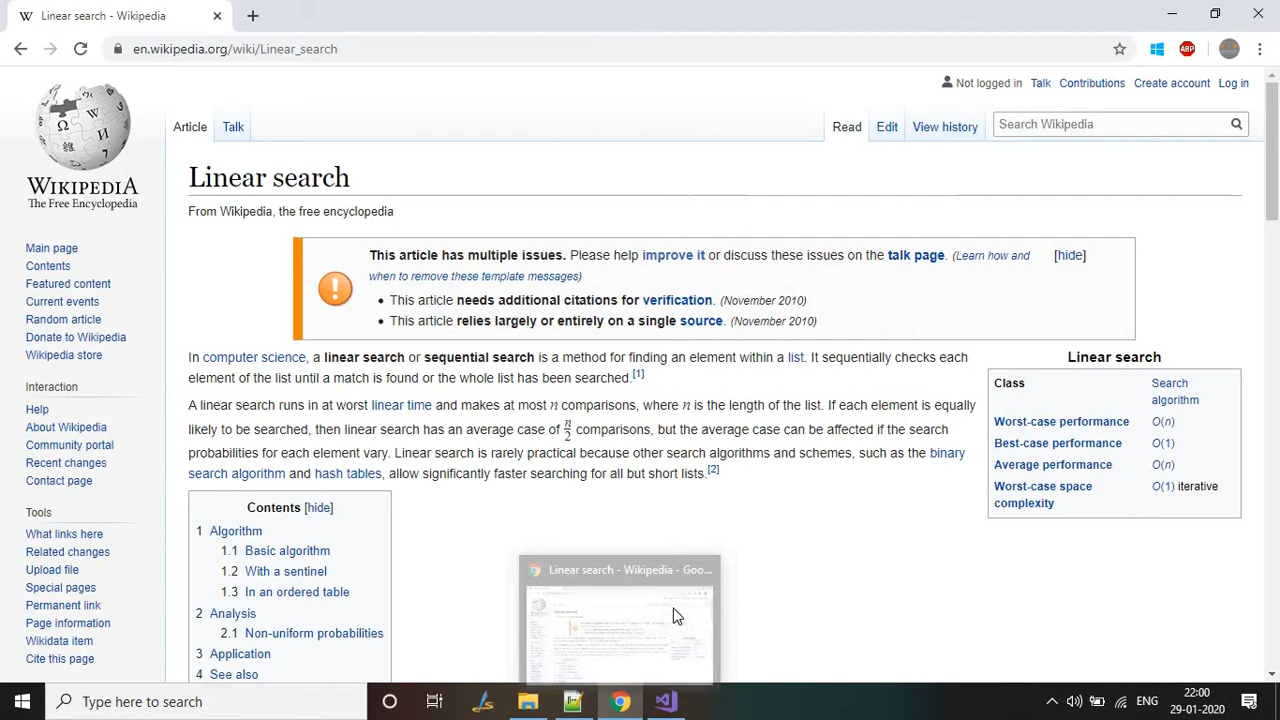 Linear search - Wikipedia
en.wikipedia.org/wiki/Linear_search
ABP
Not logged in Talk Contributions Create account Log in
Article Talk
Read Edit View history
Search Wikipedia
WIKIPEDIA
The Free Encyclopedia
Linear search
From Wikipedia, the free encyclopedia
This article has multiple issues. Please help improve it or discuss these issues on the talk page. (Learn how and [hide]
when to remove these template messages)
• This article needs additional citations for verification. (November 2010)
• This article relies largely or entirely on a single source. (November 2010)
In computer science, a linear search or sequential search is a method for finding an element within a list. It sequentially checks each
element of the list until a match is found or the whole list has been searched.[1]
A linear search runs in at worst linear time and makes at most n comparisons, where n is the length of the list. If each element is equally
likely to be searched, then linear search has an average case of n/2 comparisons, but the average case can be affected if the search
probabilities for each element vary. Linear search is rarely practical because other search algorithms and schemes, such as the binary
search algorithm and hash tables, allow significantly faster searching for all but short lists.[2]
Linear search
Class Search
algorithm
Worst-case performance O(n)
Best-case performance O(1)
Average performance O(n)
Worst-case space O(1) iterative
complexity
Contents [hide]
1 Algorithm
1.1 Basic algorithm
1.2 With a sentinel
1.3 In an ordered table
2 Analysis
2.1 Non-uniform probabilities
3 Application
4 See also
Main page
Contents
Featured content
Current events
Random article
Donate to Wikipedia
Wikipedia store
Interaction
Help
About Wikipedia
Community portal
Recent changes
Contact page
Tools
What links here
Related changes
Upload file
Special pages
Permanent link
Page information
Wikidata item
Cite this page
Linear search - Wikipedia - Goo...
Type here to search
ENG
22:00
29-01-2020